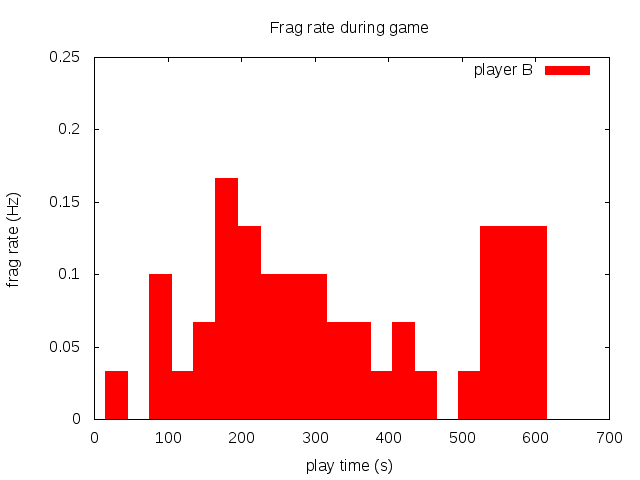 Frag rate during game
player B
frag rate (Hz)
0.25
0.2
0.15
0.1
0.05
0
0 100 200 300 400 500 600 700
play time (s)